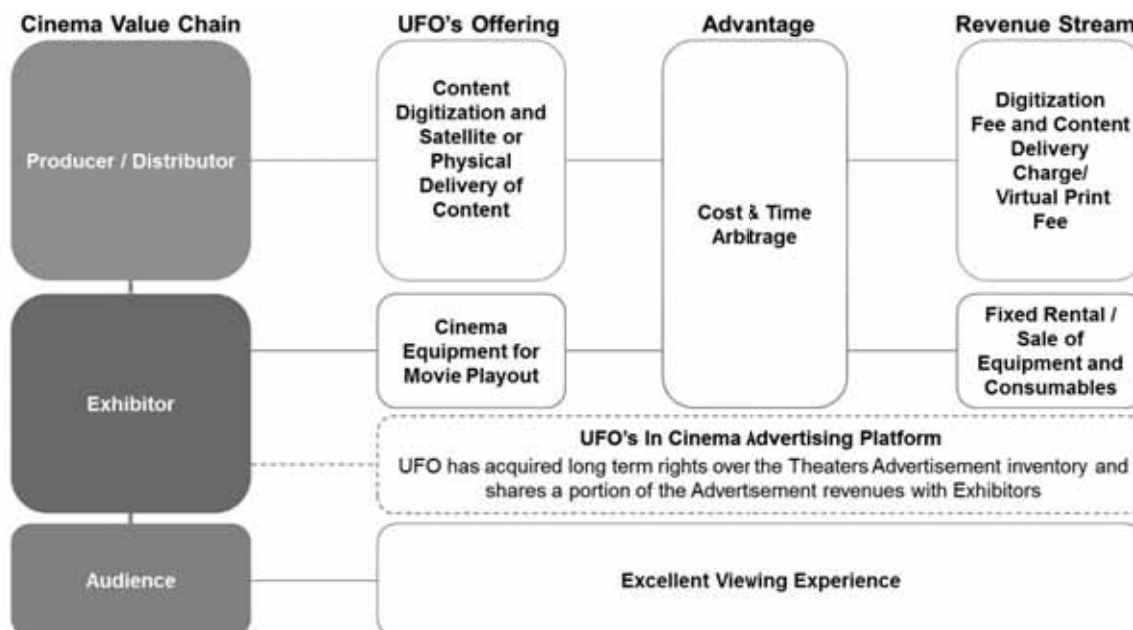 Cinema Value Chain
UFO's Offering
Advantage
Revenue Stream
Producer / Distributor
Content
Digitization and
Satellite or
Physical
Delivery of
Content
Cost & Time
Arbitrage
Digitization
Fee and Content
Delivery
Charge/
Virtual Print
Fee
Exhibitor
Cinema
Equipment for
Movie Playout
Fixed Rental /
Sale of
Equipment and
Consumables
UFO's In Cinema Advertising Platform
UFO has acquired long term rights over the Theaters Advertisement inventory and
shares a portion of the Advertisement revenues with Exhibitors
Audience
Excellent Viewing Experience